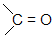 C = O